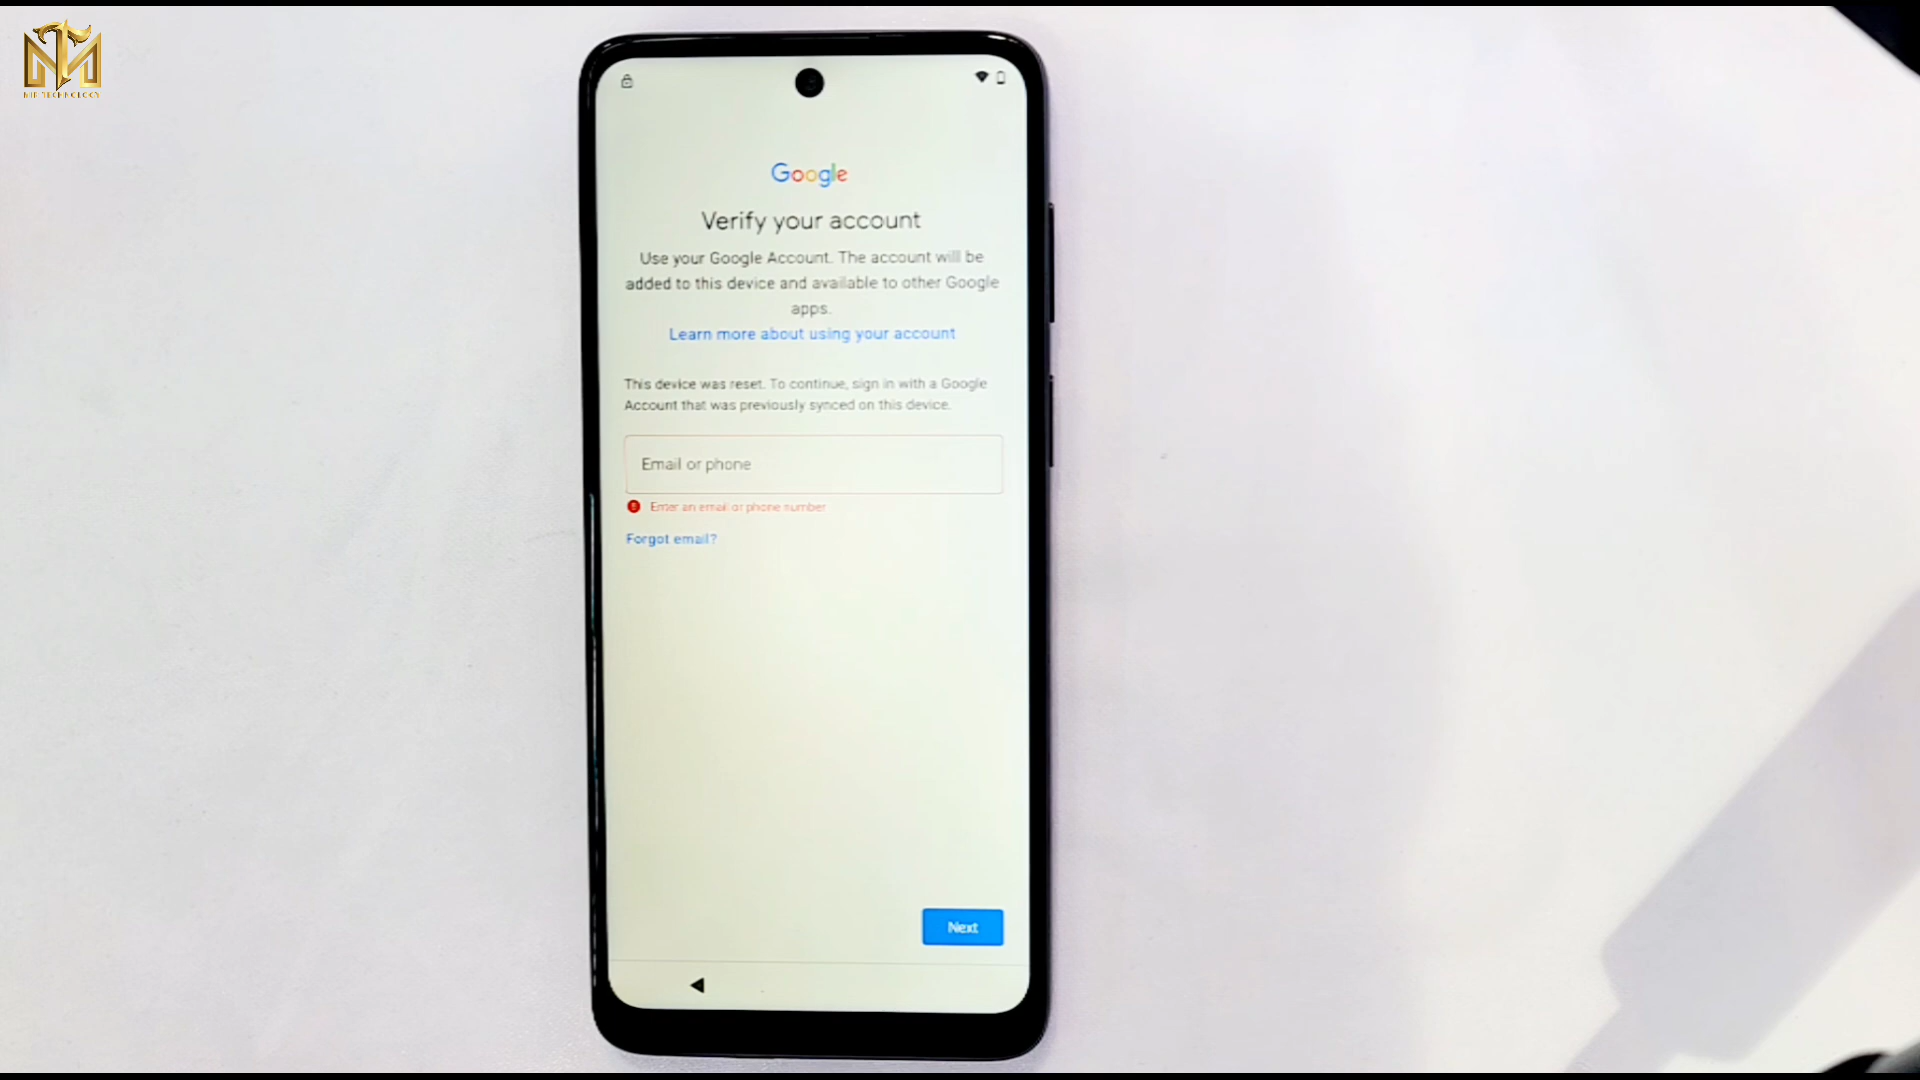 MIR TECHNOLOGY
Google
Verify your account
Use your Google Account. The account will be
added to this device and available to other Google
apps.
Learn more about using your account
This device was reset. To continue, sign in with a Google
Account that was previously synced on this device.
Email or phone
Enter an email or phone number
Forgot email?
Next